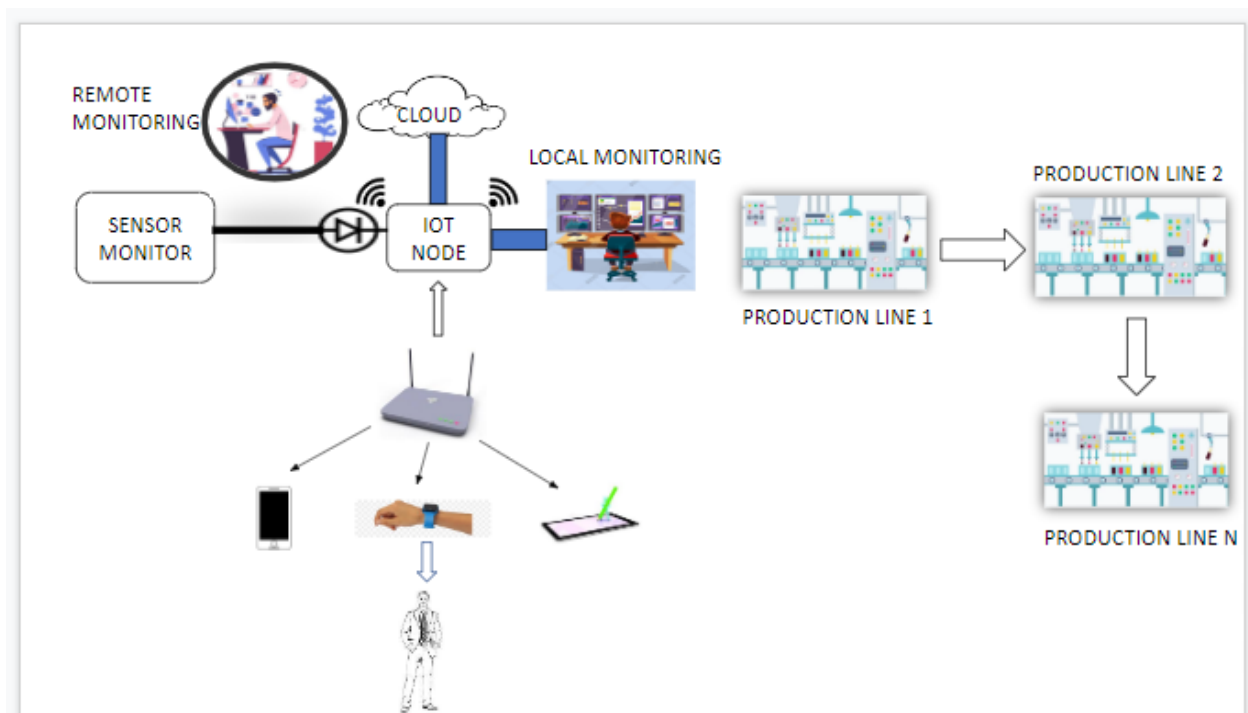 REMOTE
MONITORING
CLOUD
LOCAL MONITORING
SENSOR
MONITOR
IOT
NODE
PRODUCTION LINE 1
PRODUCTION LINE 2
PRODUCTION LINE N